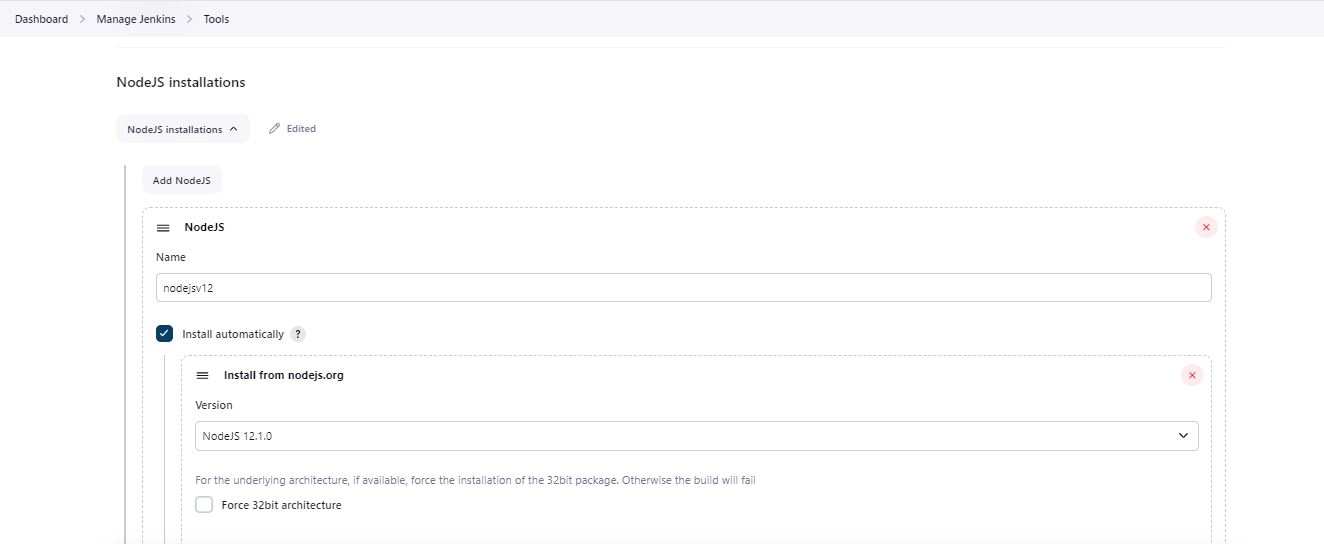 Dashboard > Manage Jenkins > Tools
NodeJS installations
NodeJS installations Edited
Add NodeJS
NodeJS
Name
nodejsv12
Install automatically ?
Install from nodejs.org
Version
NodeJS 12.1.0
For the underlying architecture, if available, force the installation of the 32bit package. Otherwise the build will fail
Force 32bit architecture